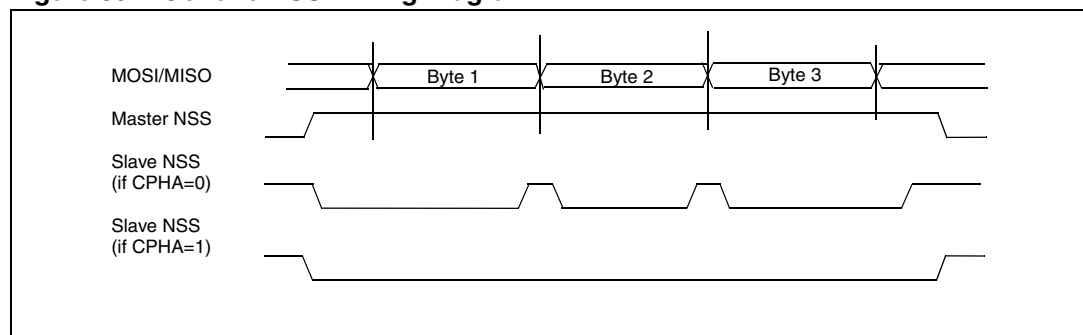 MOSI/MISO
Byte 1
Byte 2
Byte 3
Master NSS
Slave NSS
(if CPHA=0)
Slave NSS
(if CPHA=1)